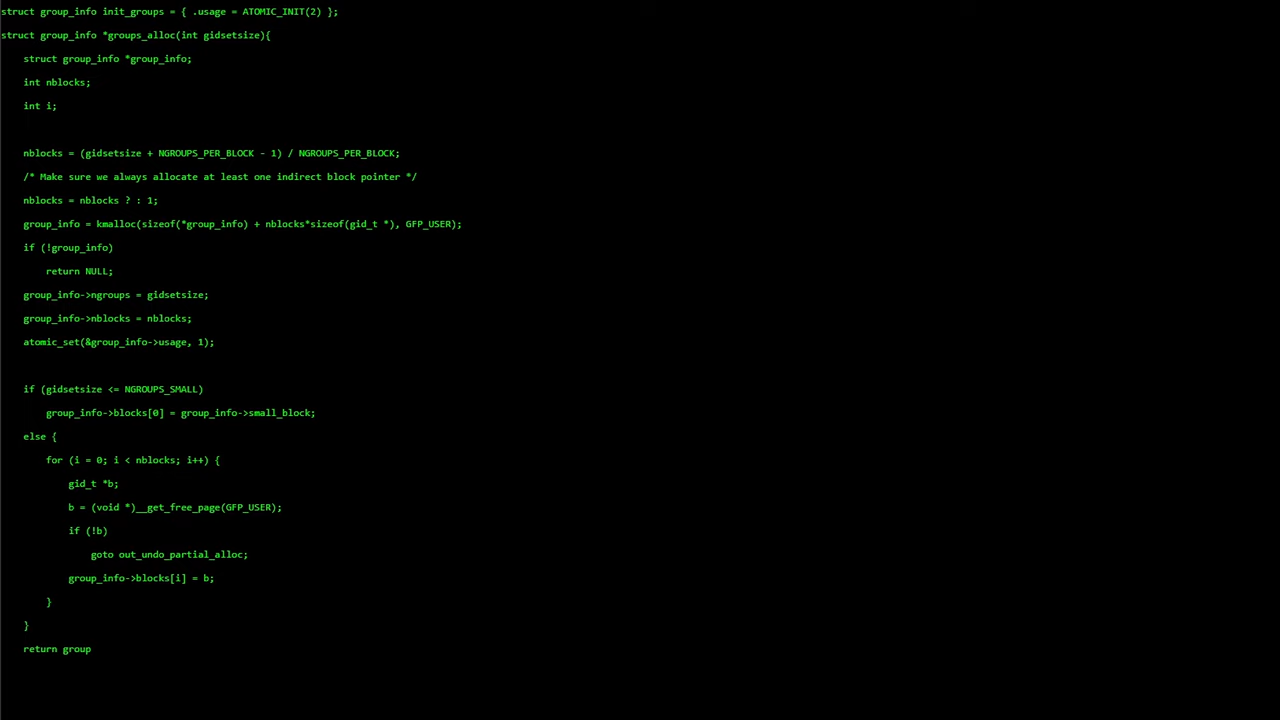 struct group_info init_groups = { .usage = ATOMIC_INIT(2) };
struct group_info *groups_alloc(int gidsetsize){
struct group_info *group_info;
int nblocks;
int i;
nblocks = (gidsetsize + NGROUPS_PER_BLOCK - 1) / NGROUPS_PER_BLOCK;
/* Make sure we always allocate at least one indirect block pointer */
nblocks = nblocks ? : 1;
group_info = kmalloc(sizeof(*group_info) + nblocks*sizeof(gid_t *), GFP_USER);
if (!group_info)
return NULL;
group_info->ngroups = gidsetsize;
group_info->nblocks = nblocks;
atomic_set(&group_info->usage, 1);
if (gidsetsize <= NGROUPS_SMALL)
group_info->blocks[0] = group_info->small_block;
else {
for (i = 0; i < nblocks; i++) {
gid_t *b;
b = (void *)__get_free_page(GFP_USER);
if (!b)
goto out_undo_partial_alloc;
group_info->blocks[i] = b;
}
}
return group